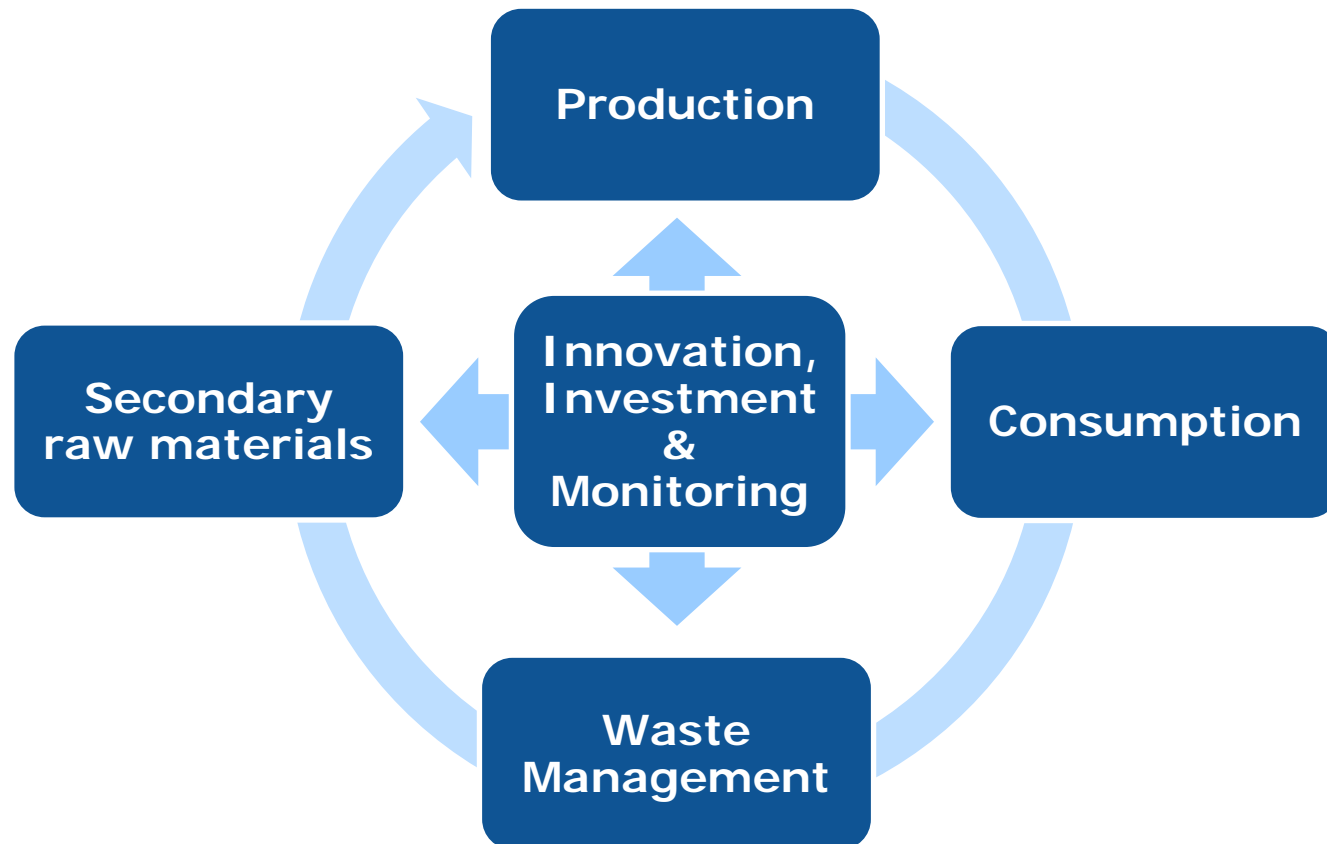 Production
Innovation,
Investment
&
Monitoring
Secondary
raw materials
Consumption
Waste
Management